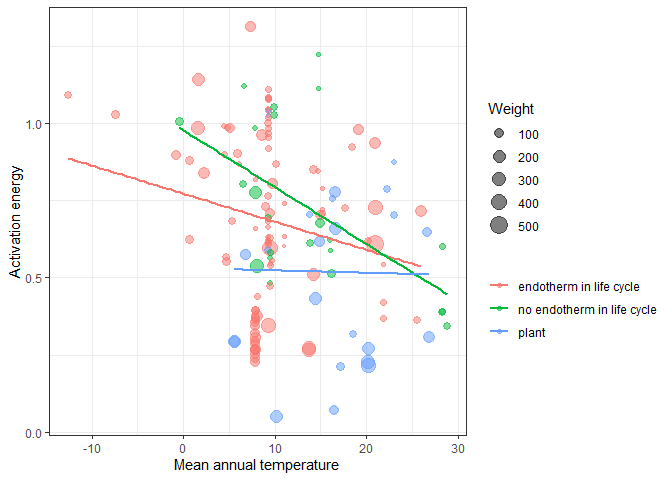 Activation energy
1.0
0.5
0.0
-10
0
10
20
30
Mean annual temperature
Weight
100
200
300
400
500
endotherm in life cycle
no endotherm in life cycle
plant